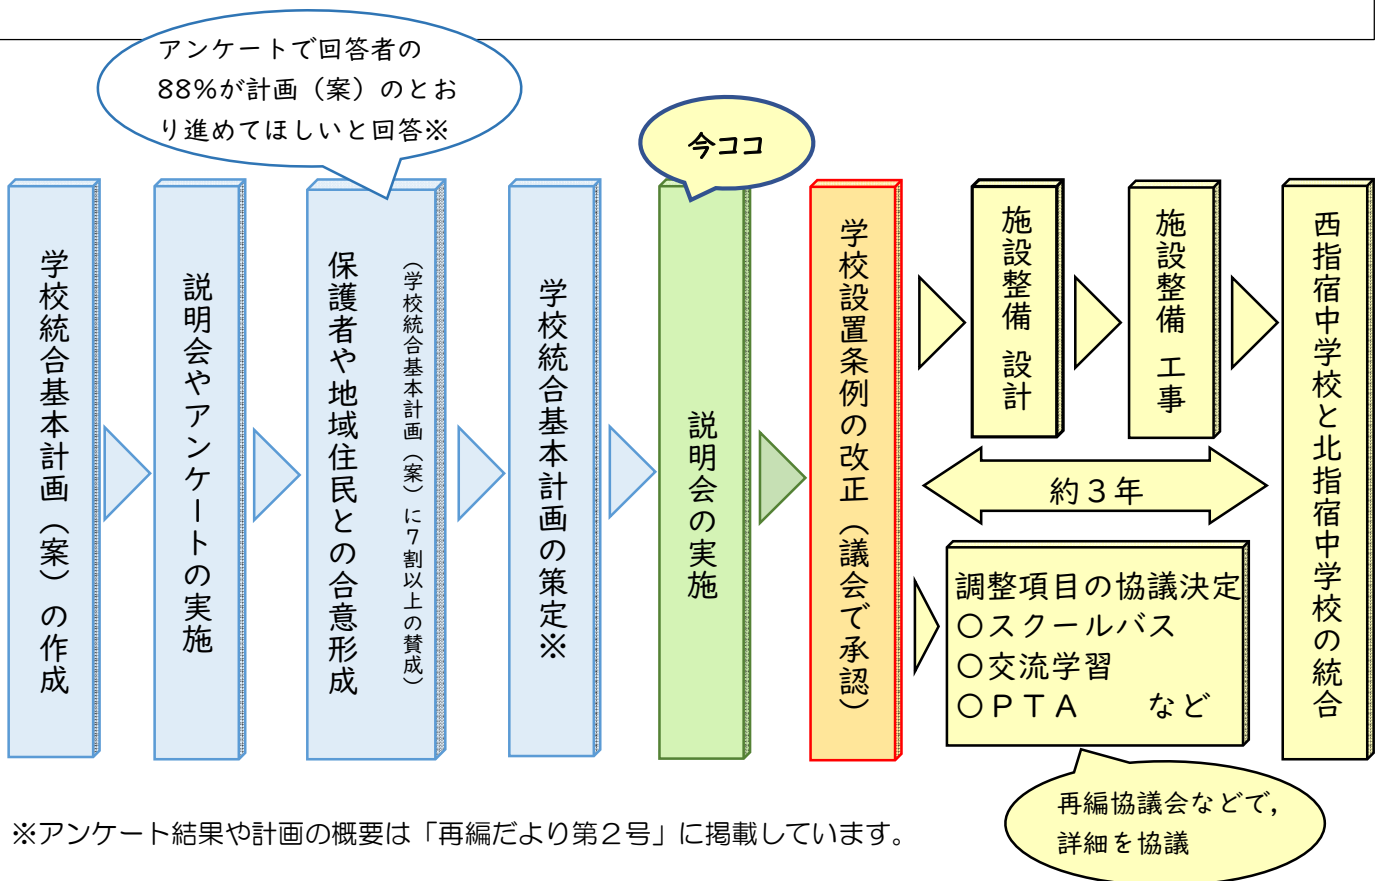 アンケートで回答者の
88%が計画（案）のとお
り進めてほしいと回答※
今ココ
学校統合基本計画（案）の作成
説明会やアンケートの実施
保護者や地域住民との合意形成
（学校統合基本計画（案）に７割以上の賛成）
学校統合基本計画の策定※
説明会の実施
学校設置条例の改正（議会で承認）
施設整備 設計
施設整備 工事
約３年
調整項目の協議決定
○スクールバス
○交流学習
○ＰＴＡ　　など
再編協議会などで，
詳細を協議
西指宿中学校と北指宿中学校の統合
※アンケート結果や計画の概要は「再編だより第２号」に掲載しています。